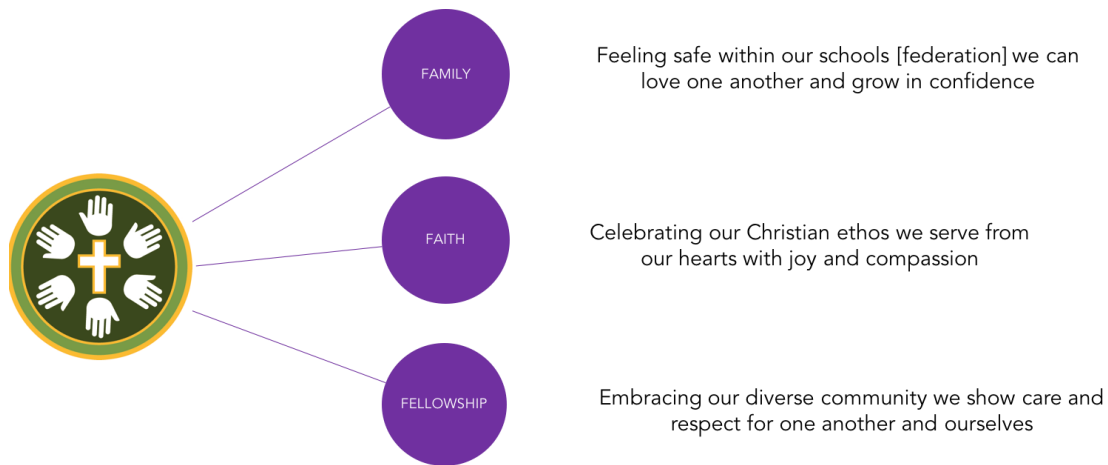 FAMILY
Feeling safe within our schools [federation] we can
love one another and grow in confidence
FAITH
Celebrating our Christian ethos we serve from
our hearts with joy and compassion
FELLOWSHIP
Embracing our diverse community we show care and
respect for one another and ourselves